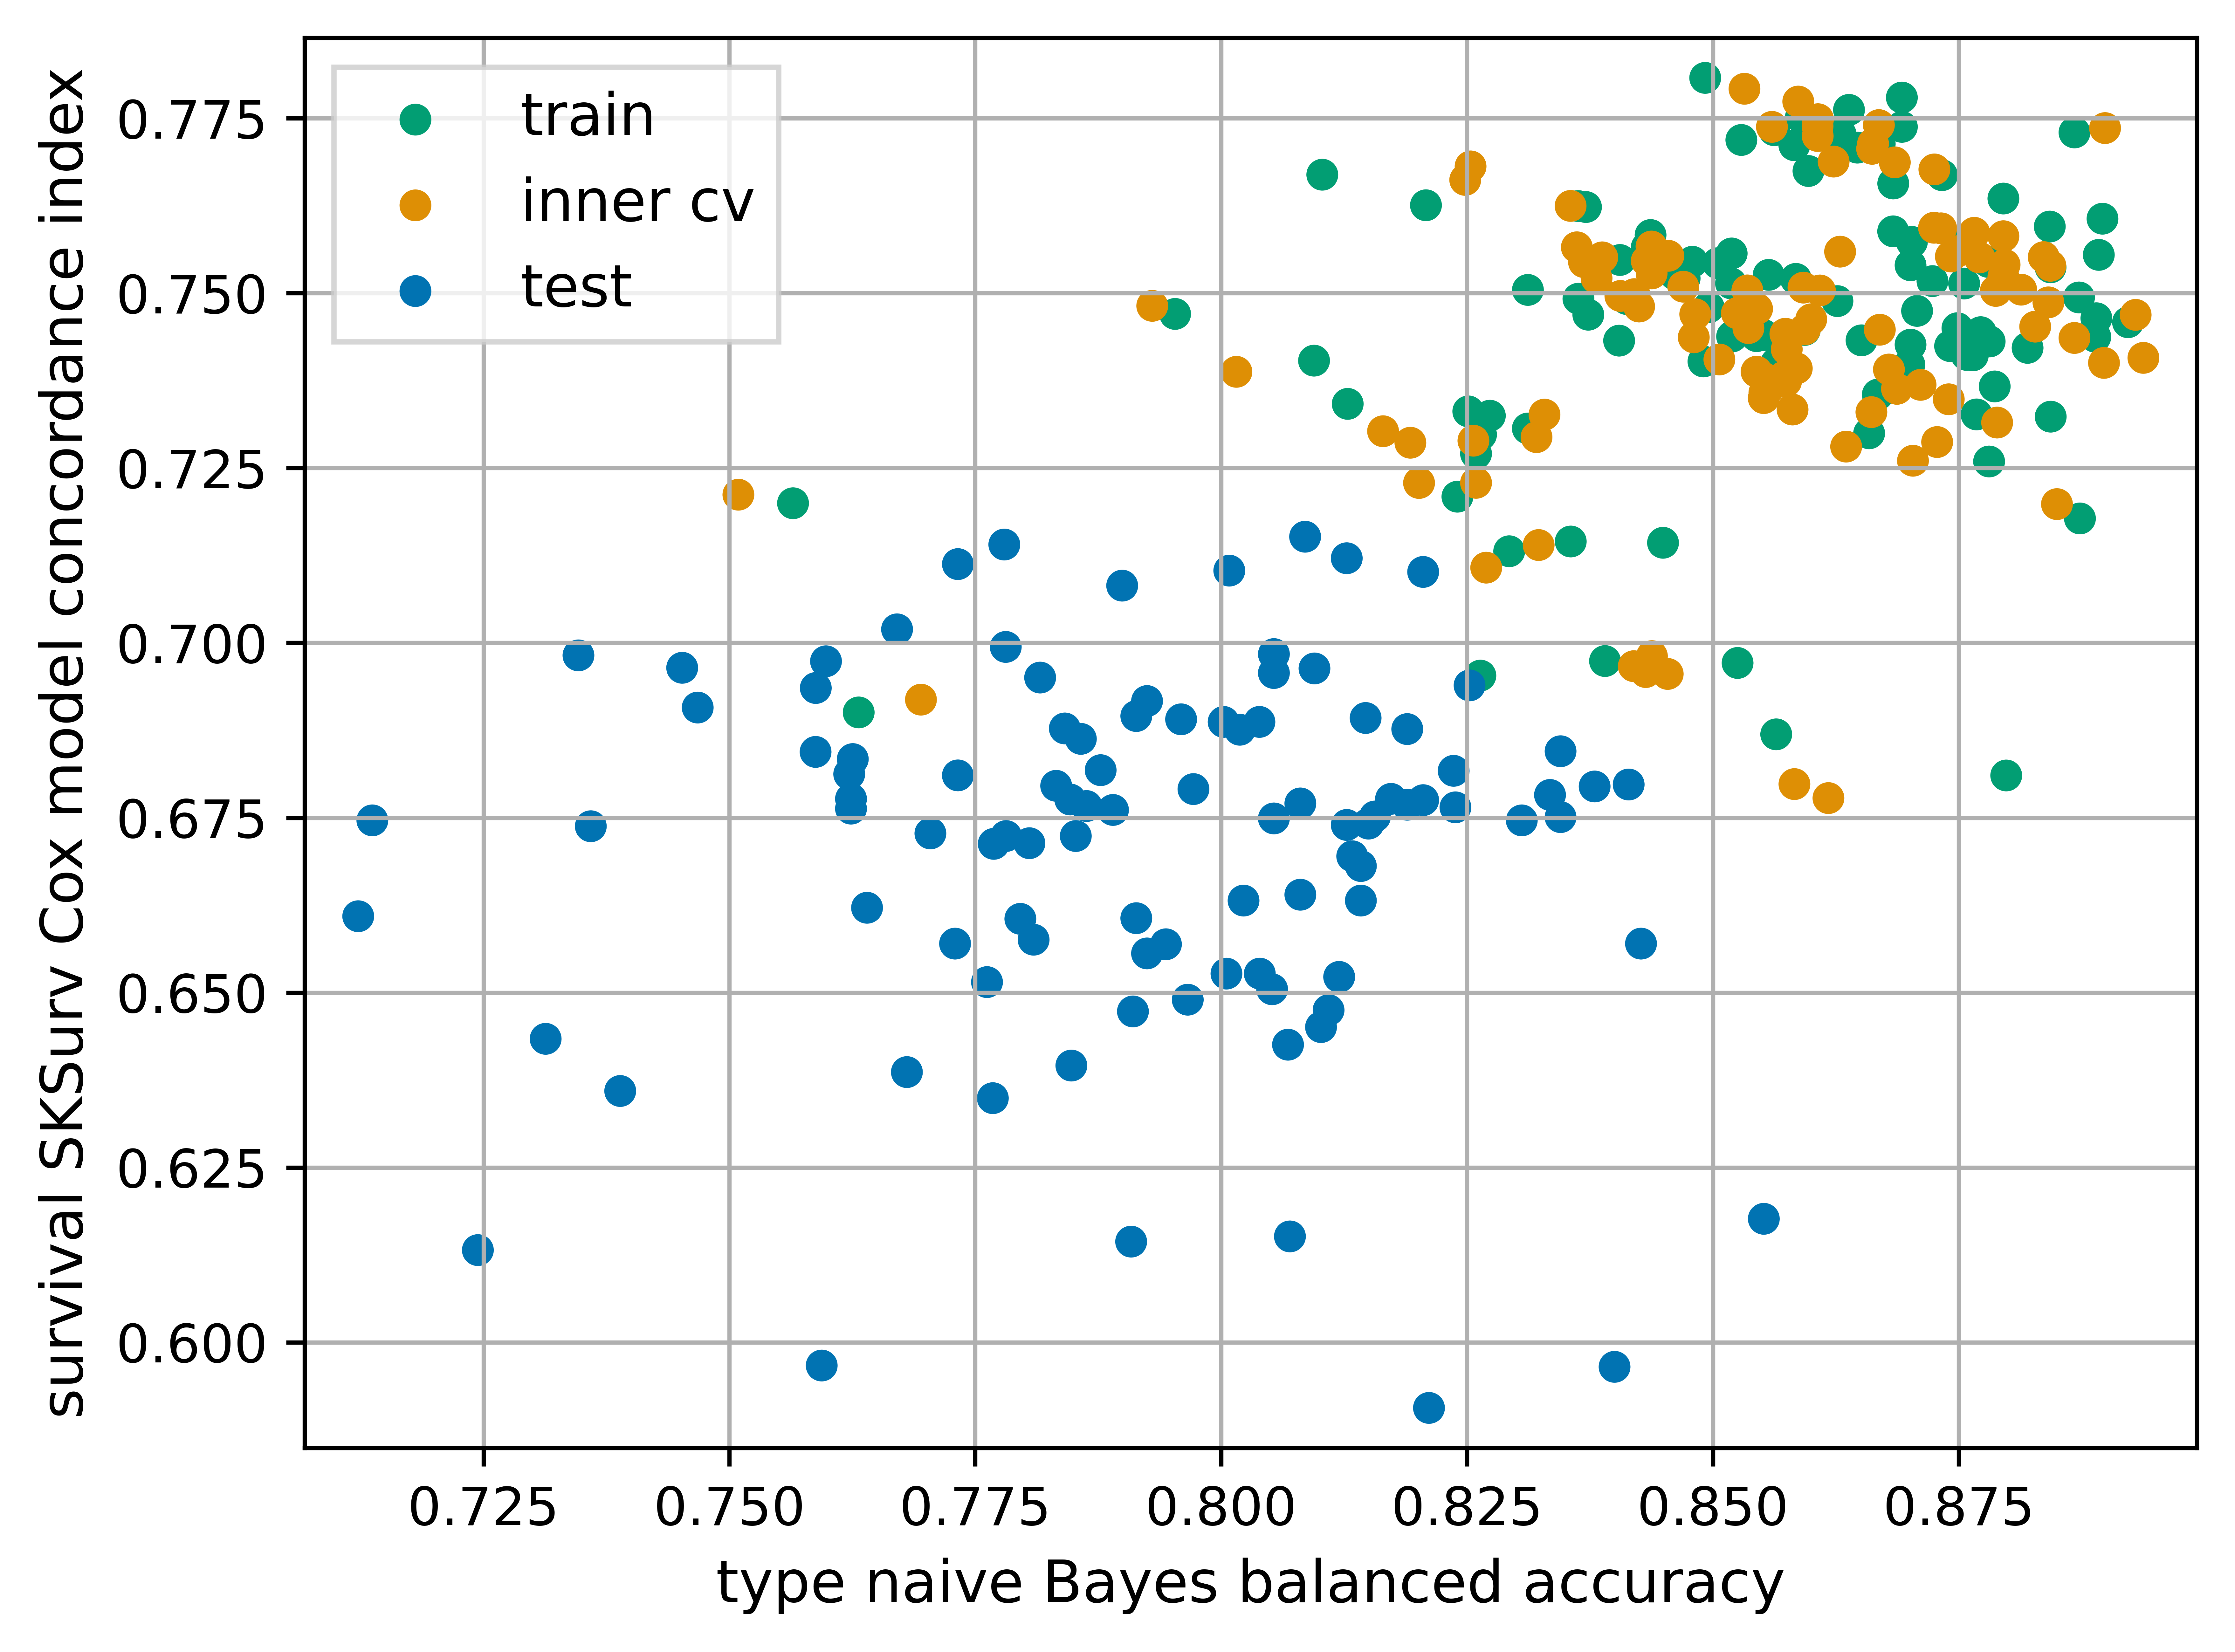 survival SKSurv Cox model concordance index
0.775
0.750
0.725
0.700
0.675
0.650
0.625
0.600
train
inner cv
test
0.725 0.750 0.775 0.800 0.825 0.850 0.875
type naive Bayes balanced accuracy